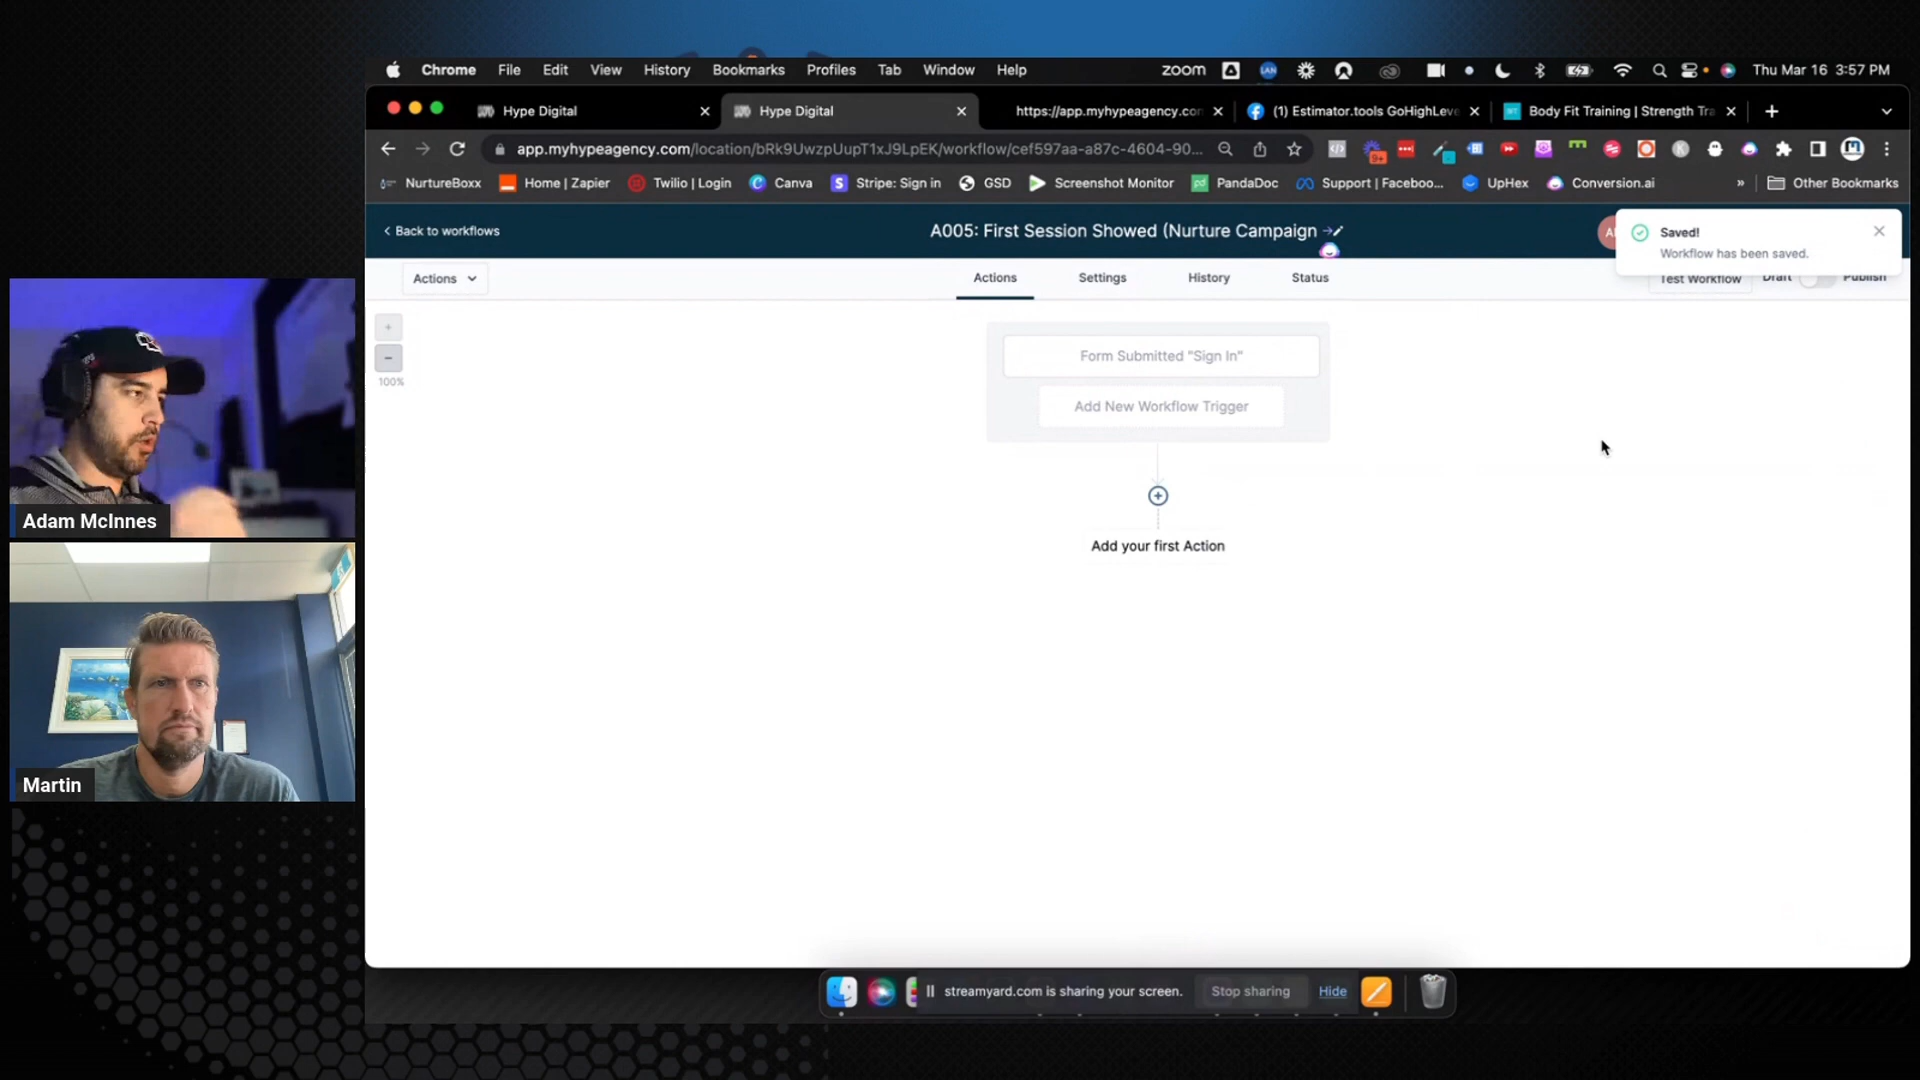 Chrome File Edit View History Bookmarks Profiles Tab Window Help
zoom
LAN
Thu Mar 16 3:57 PM
Hype Digital
Hype Digital
https://app.myhypeagency.con
(1) Estimator.tools GoHighLeve
Body Fit Training | Strength Tra
app.myhypeagency.com/location/bRk9UwzpUupT1xJ9LpEK/workflow/cef597aa-a87c-4604-90...
9+
NurtureBoxx
Home | Zapier
Twilio | Login
Canva
Stripe: Sign in
GSD
Screenshot Monitor
PandaDoc
Support | Faceboo...
UpHex
Conversion.ai
»
Other Bookmarks
Back to workflows
A005: First Session Showed (Nurture Campaign
Saved!
Workflow has been saved.
Actions
Actions
Settings
History
Status
Test Workflow
Draft
Publish
+
−
100%
Form Submitted "Sign In"
Add New Workflow Trigger
Add your first Action
Adam McInnes
Martin
streamyard.com is sharing your screen.
Stop sharing
Hide